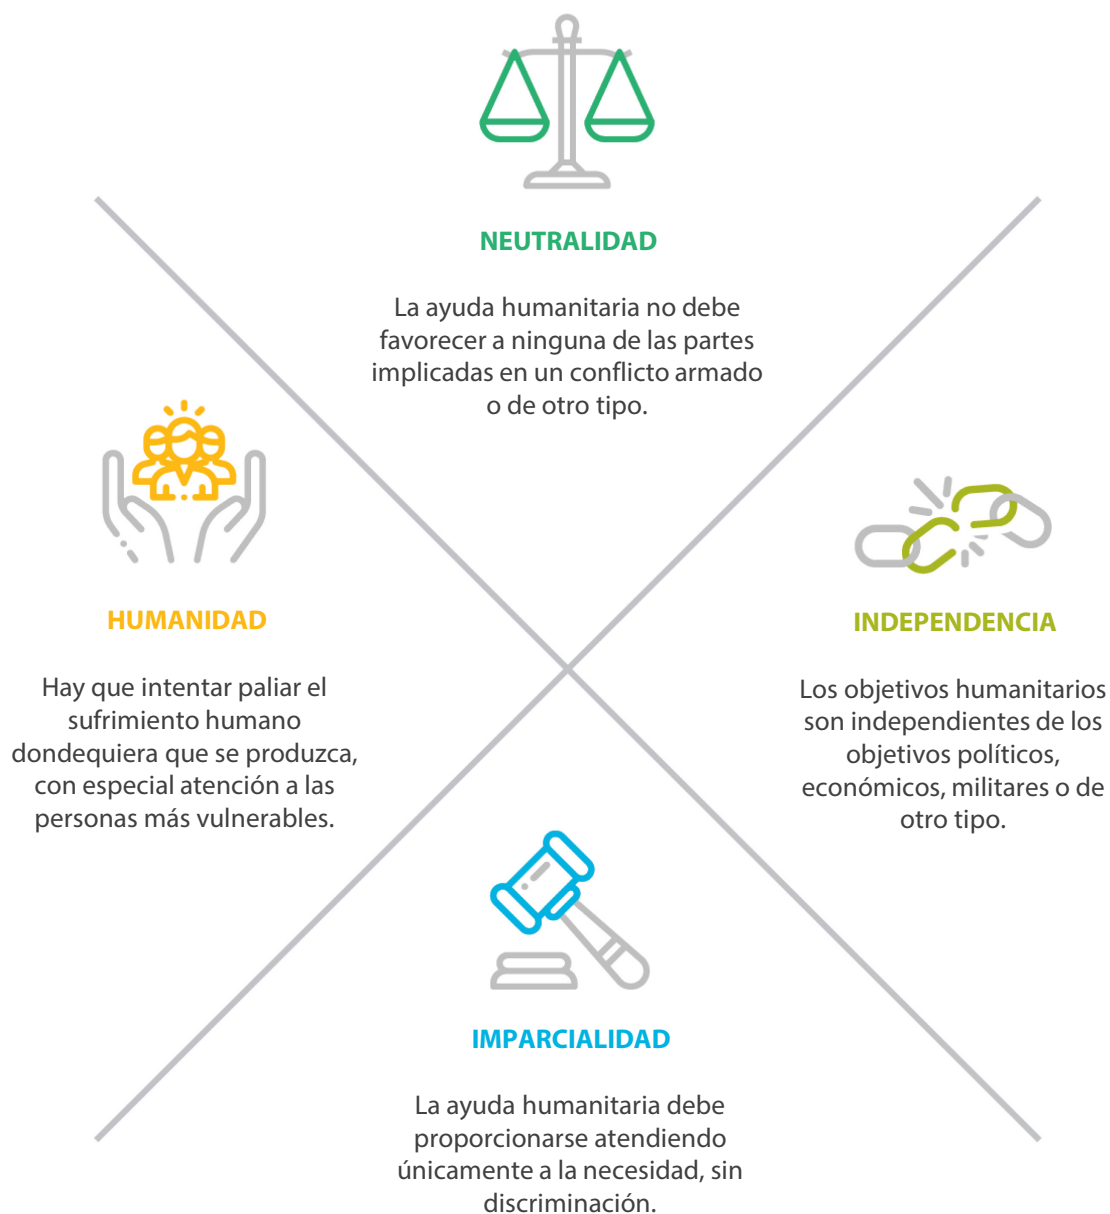 NEUTRALIDAD
La ayuda humanitaria no debe
favorecer a ninguna de las partes
implicadas en un conflicto armado
o de otro tipo.
HUMANIDAD
Hay que intentar paliar el
sufrimiento humano
dondequiera que se produzca,
con especial atención a las
personas más vulnerables.
INDEPENDENCIA
Los objetivos humanitarios
son independientes de los
objetivos políticos,
económicos, militares o de
otro tipo.
IMPARCIALIDAD
La ayuda humanitaria debe
proporcionarse atendiendo
únicamente a la necesidad, sin
discriminación.